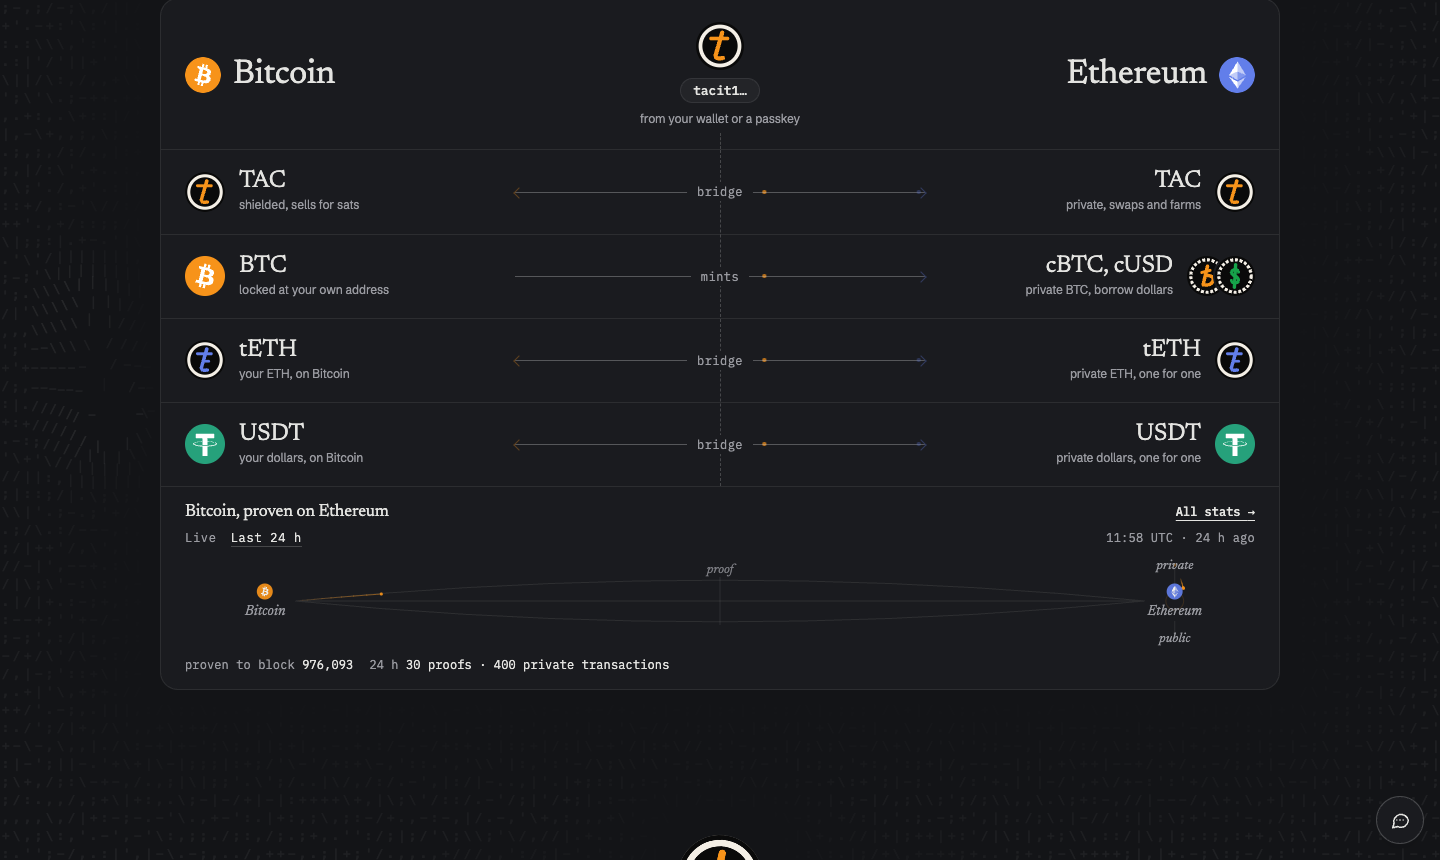 Bitcoin
tacit1…
from your wallet or a passkey
Ethereum
TAC
shielded, sells for sats
bridge
TAC
private, swaps and farms
BTC
locked at your own address
mints
cBTC, cUSD
private BTC, borrow dollars
tETH
your ETH, on Bitcoin
bridge
tETH
private ETH, one for one
USDT
your dollars, on Bitcoin
bridge
USDT
private dollars, one for one
Bitcoin, proven on Ethereum
All stats →
Live Last 24 h
11:58 UTC · 24 h ago
proof
private
Bitcoin
Ethereum
public
proven to block 976,093 24 h 30 proofs · 400 private transactions